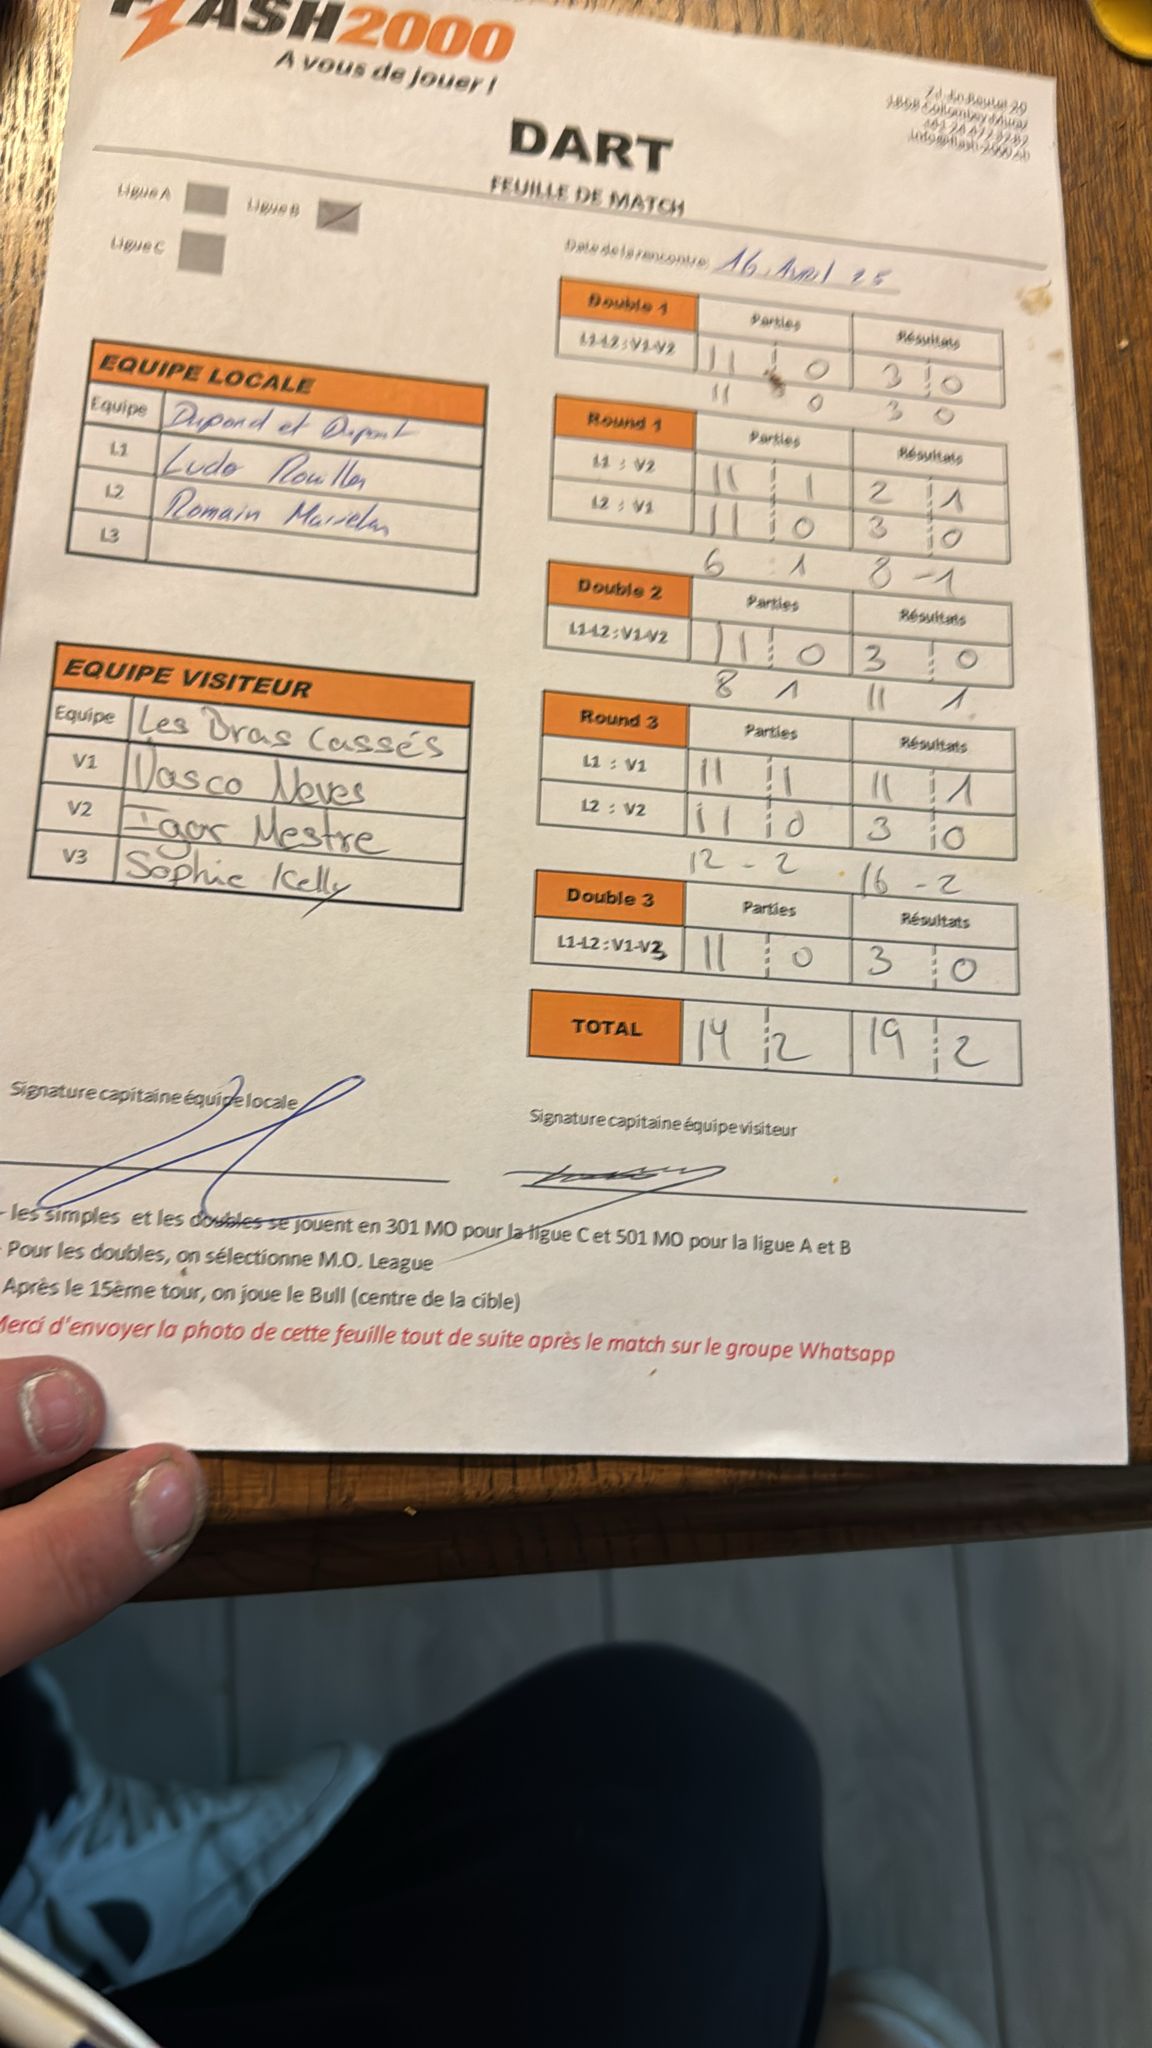 FLASH2000
A vous de jouer !
DART
FEUILLE DE MATCH
Ligue A
Ligue B
Ligue C
Date de la rencontre: 16 Avril 25
EQUIPE LOCALE
Equipe Dupond et Dupont
L1 Ludo
L2 Romain
L3
EQUIPE VISITEUR
Equipe Les Bras Cassés
V1 Vasco Neves
V2 Igor Mestre
V3 Sophie Kelly
Double 1 Parties Résultats
L1-L2 : V1-V2 11 0 3 0
11 0 3 0
Round 1 Parties Résultats
L1 : V2 11 1 2 1
L2 : V1 11 0 3 0
6 1 8 - 1
Double 2 Parties Résultats
L1-L2 : V1-V2 11 0 3 0
8 1 11 1
Round 3 Parties Résultats
L1 : V1 11 1 11 1
L2 : V2 11 0 3 0
12 - 2 16 - 2
Double 3 Parties Résultats
L1-L2 : V1-V3 11 0 3 0
TOTAL 14 2 19 2
Signature capitaine équipe locale
Signature capitaine équipe visiteur
- les simples et les doubles se jouent en 301 MO pour la ligue C et 501 MO pour la ligue A et B
Pour les doubles, on sélectionne M.O. League
Après le 15ème tour, on joue le Bull (centre de la cible)
Merci d'envoyer la photo de cette feuille tout de suite après le match sur le groupe Whatsapp